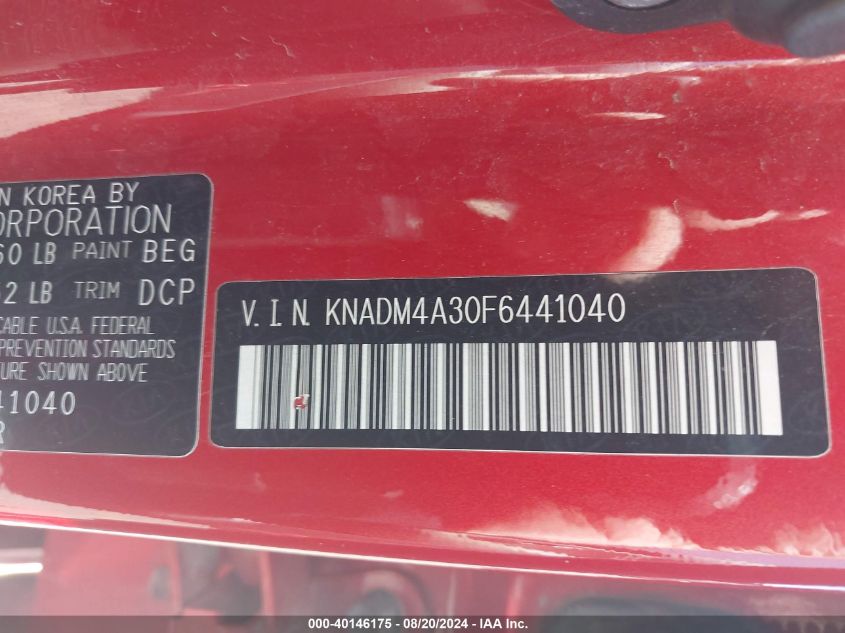 N KOREA BY
ORPORATION
60 LB PAINT BEG
2 LB TRIM DCP
CABLE U.S.A. FEDERAL
PREVENTION STANDARDS
URE SHOWN ABOVE
41040
R
V. I. N. KNADM4A30F6441040
000-40146175 - 08/20/2024 - IAA Inc.